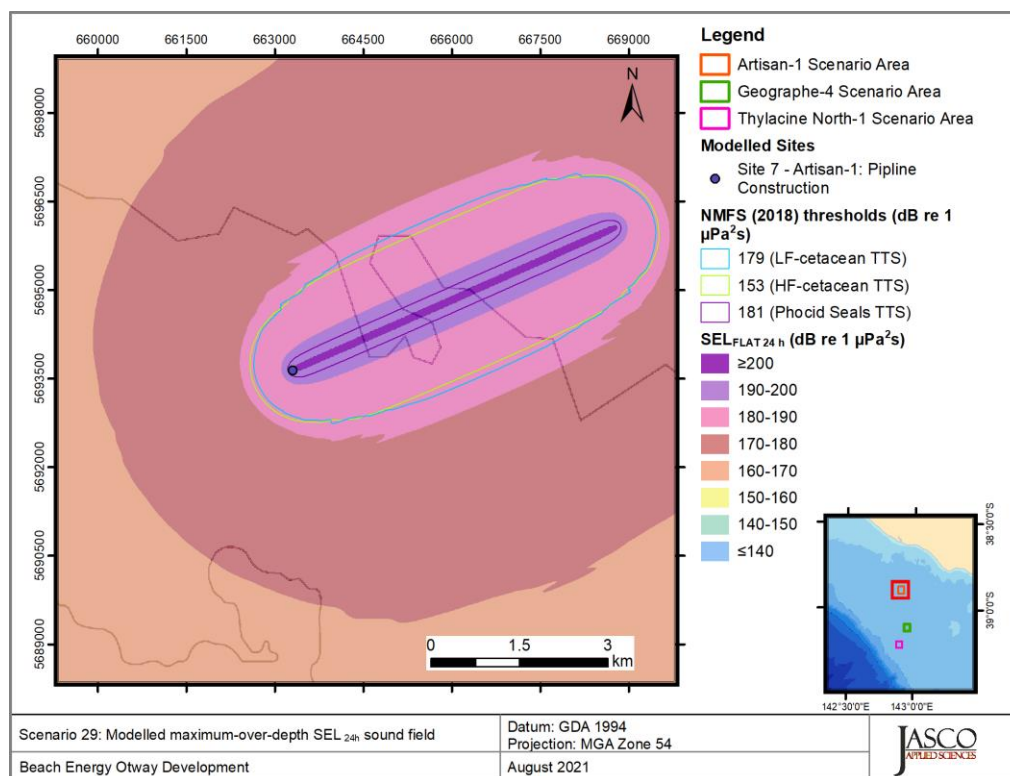 660000 661500 663000 664500 666000 667500 669000
5698000
5696500
5695000
5693500
5692000
5690500
5689000
N
0 1.5 3
km
Legend
Artisan-1 Scenario Area
Geographe-4 Scenario Area
Thylacine North-1 Scenario Area
Modelled Sites
Site 7 - Artisan-1: Pipline
Construction
NMFS (2018) thresholds (dB re 1
µPa²s)
179 (LF-cetacean TTS)
153 (HF-cetacean TTS)
181 (Phocid Seals TTS)
SEL FLAT 24 h (dB re 1 µPa²s)
≥200
190-200
180-190
170-180
160-170
150-160
140-150
≤140
38°30'S
39°0'0"S
142°30'0"E 143°0'0"E
Scenario 29: Modelled maximum-over-depth SEL 24h sound field
Datum: GDA 1994
Projection: MGA Zone 54
Beach Energy Otway Development
August 2021
JASCO
APPLIED SCIENCES